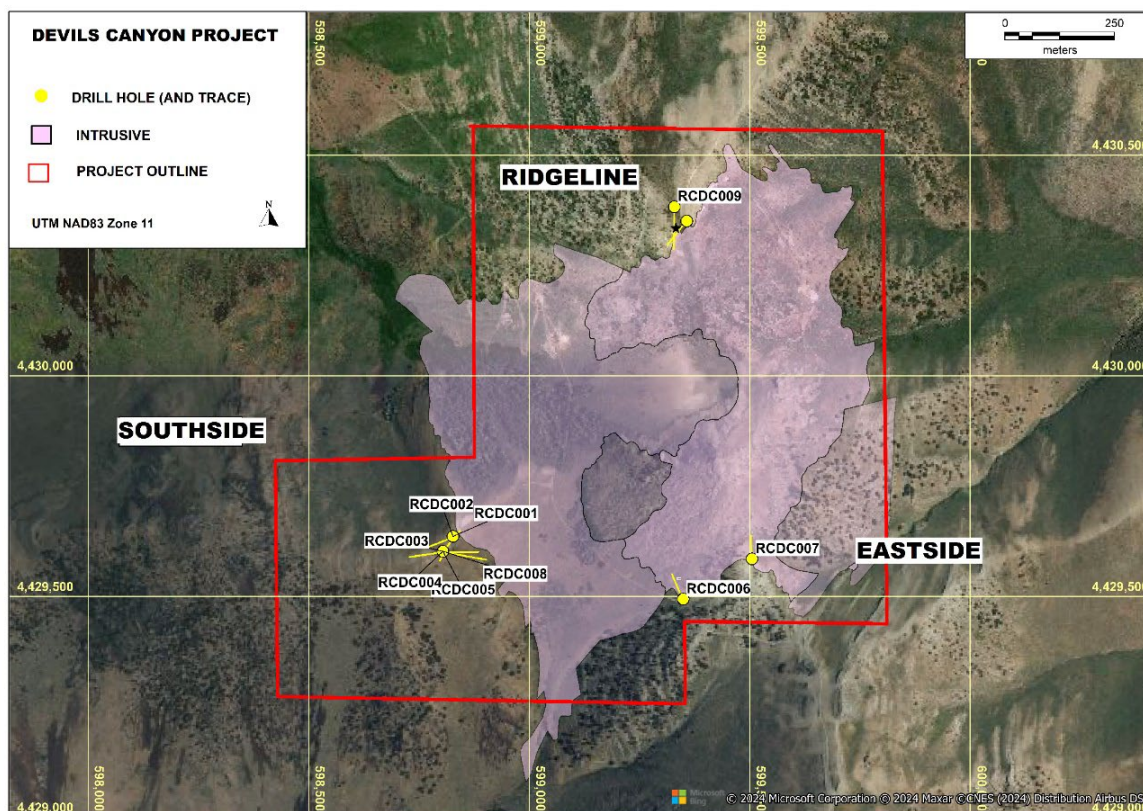 DEVILS CANYON PROJECT
DRILL HOLE (AND TRACE)
INTRUSIVE
PROJECT OUTLINE
UTM NAD83 Zone 11
N
598,500
599,000
599,500
0 250
meters
4,430,500
RIDGELINE
RCDC009
4,430,000
4,430,000
SOUTHSIDE
RCDC002
RCDC001
RCDC003
RCDC004
RCDC005
RCDC008
RCDC007
EASTSIDE
RCDC006
4,429,500
4,429,500
598,000
598,500
599,000
4,429,000
Microsoft
Bing
© 2024 Microsoft Corporation © 2024 Maxar ©CNES (2024) Distribution Airbus DS